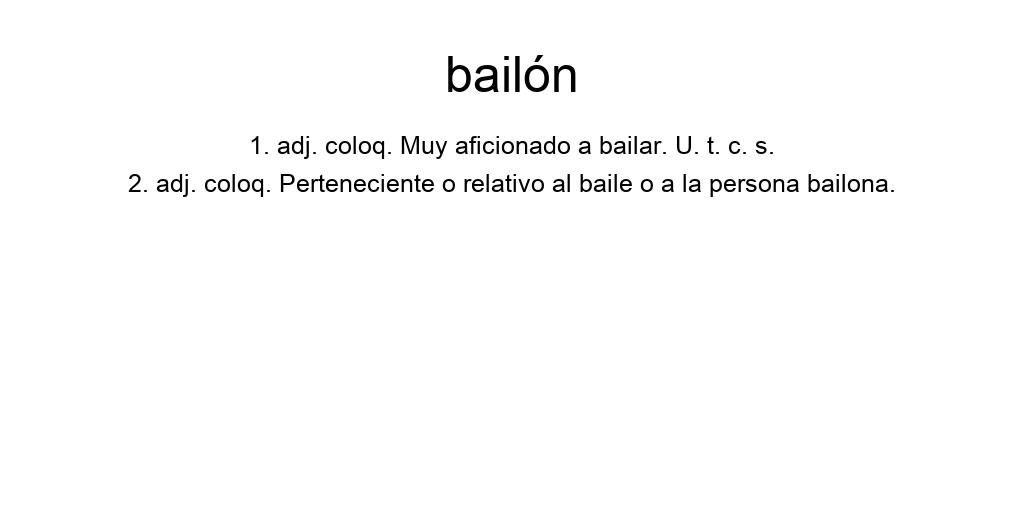 bailón
1. adj. coloq. Muy aficionado a bailar. U. t. c. s.
2. adj. coloq. Perteneciente o relativo al baile o a la persona bailona.